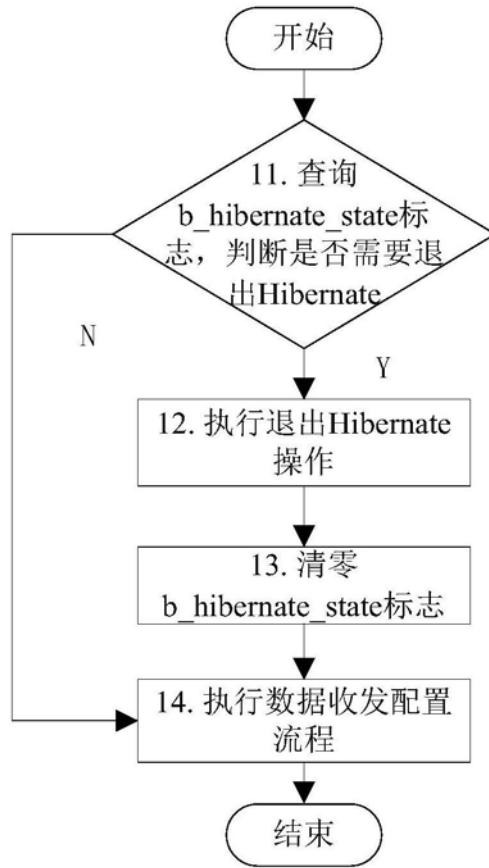 开始
11. 查询
b_hibernate_state标
志，判断是否需要退
出Hibernate
N
Y
12. 执行退出Hibernate
操作
13. 清零
b_hibernate_state标志
14. 执行数据收发配置
流程
结束